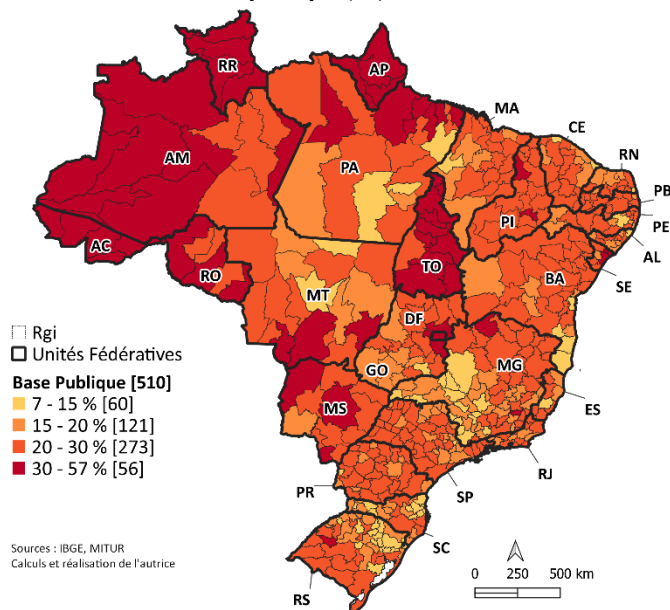 RR
AP
MA
CE
AM
PA
RN
PB
PI
PE
AC
AL
RO
TO
SE
BA
MT
DF
Rgi
Unités Fédératives
GO
MG
Base Publique [510]
7 - 15 % [60]
ES
MS
15 - 20 % [121]
20 - 30 % [273]
RJ
30 - 57 % [56]
PR
SP
SC
Sources : IBGE, MITUR
Calculs et réalisation de l'autrice
RS
0 250 500 km